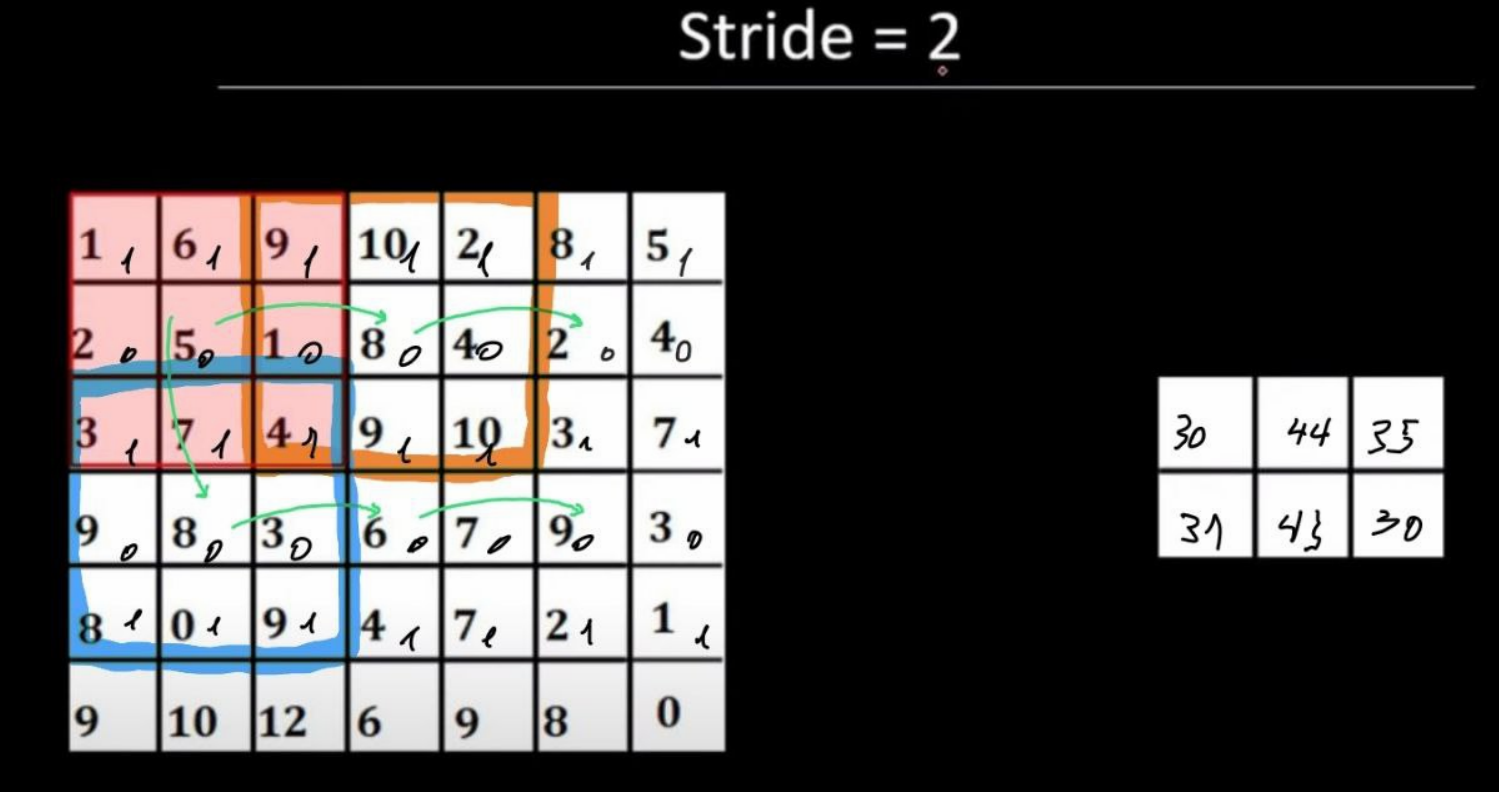 Stride = 2
1 1 6 1 9 1 10 1 2 1 8 1 5 1
2 0 5 0 1 0 8 0 4 0 2 0 4 0
3 1 7 1 4 1 9 1 10 1 3 1 7 1
30 44 35
9 0 8 0 3 0 6 0 7 0 9 0 3 0
31 43 30
8 1 0 1 9 1 4 1 7 1 2 1 1 1
9 10 12 6 9 8 0